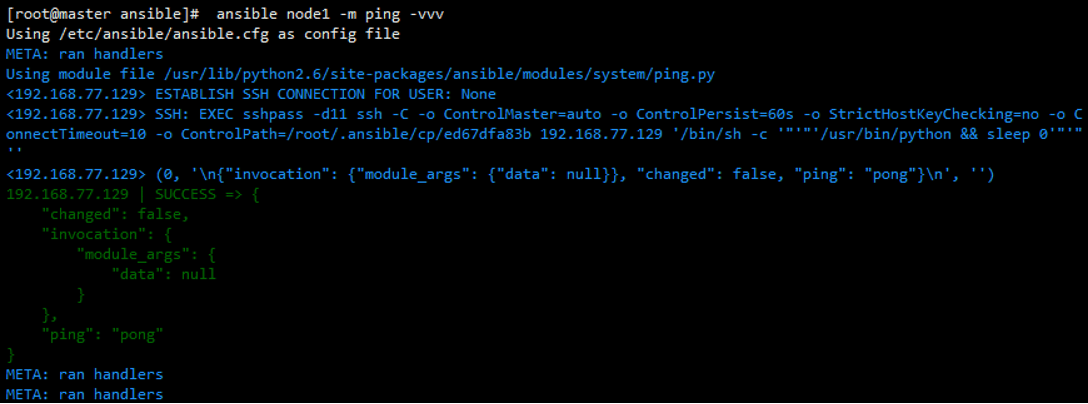 [root@master ansible]#  ansible node1 -m ping -vvv
Using /etc/ansible/ansible.cfg as config file
META: ran handlers
Using module file /usr/lib/python2.6/site-packages/ansible/modules/system/ping.py
<192.168.77.129> ESTABLISH SSH CONNECTION FOR USER: None
<192.168.77.129> SSH: EXEC sshpass -d11 ssh -C -o ControlMaster=auto -o ControlPersist=60s -o StrictHostKeyChecking=no -o C
onnectTimeout=10 -o ControlPath=/root/.ansible/cp/ed67dfa83b 192.168.77.129 '/bin/sh -c '"'"'/usr/bin/python && sleep 0'"'"
''
<192.168.77.129> (0, '\n{"invocation": {"module_args": {"data": null}}, "changed": false, "ping": "pong"}\n', '')
192.168.77.129 | SUCCESS => {
    "changed": false,
    "invocation": {
        "module_args": {
            "data": null
        }
    },
    "ping": "pong"
}
META: ran handlers
META: ran handlers